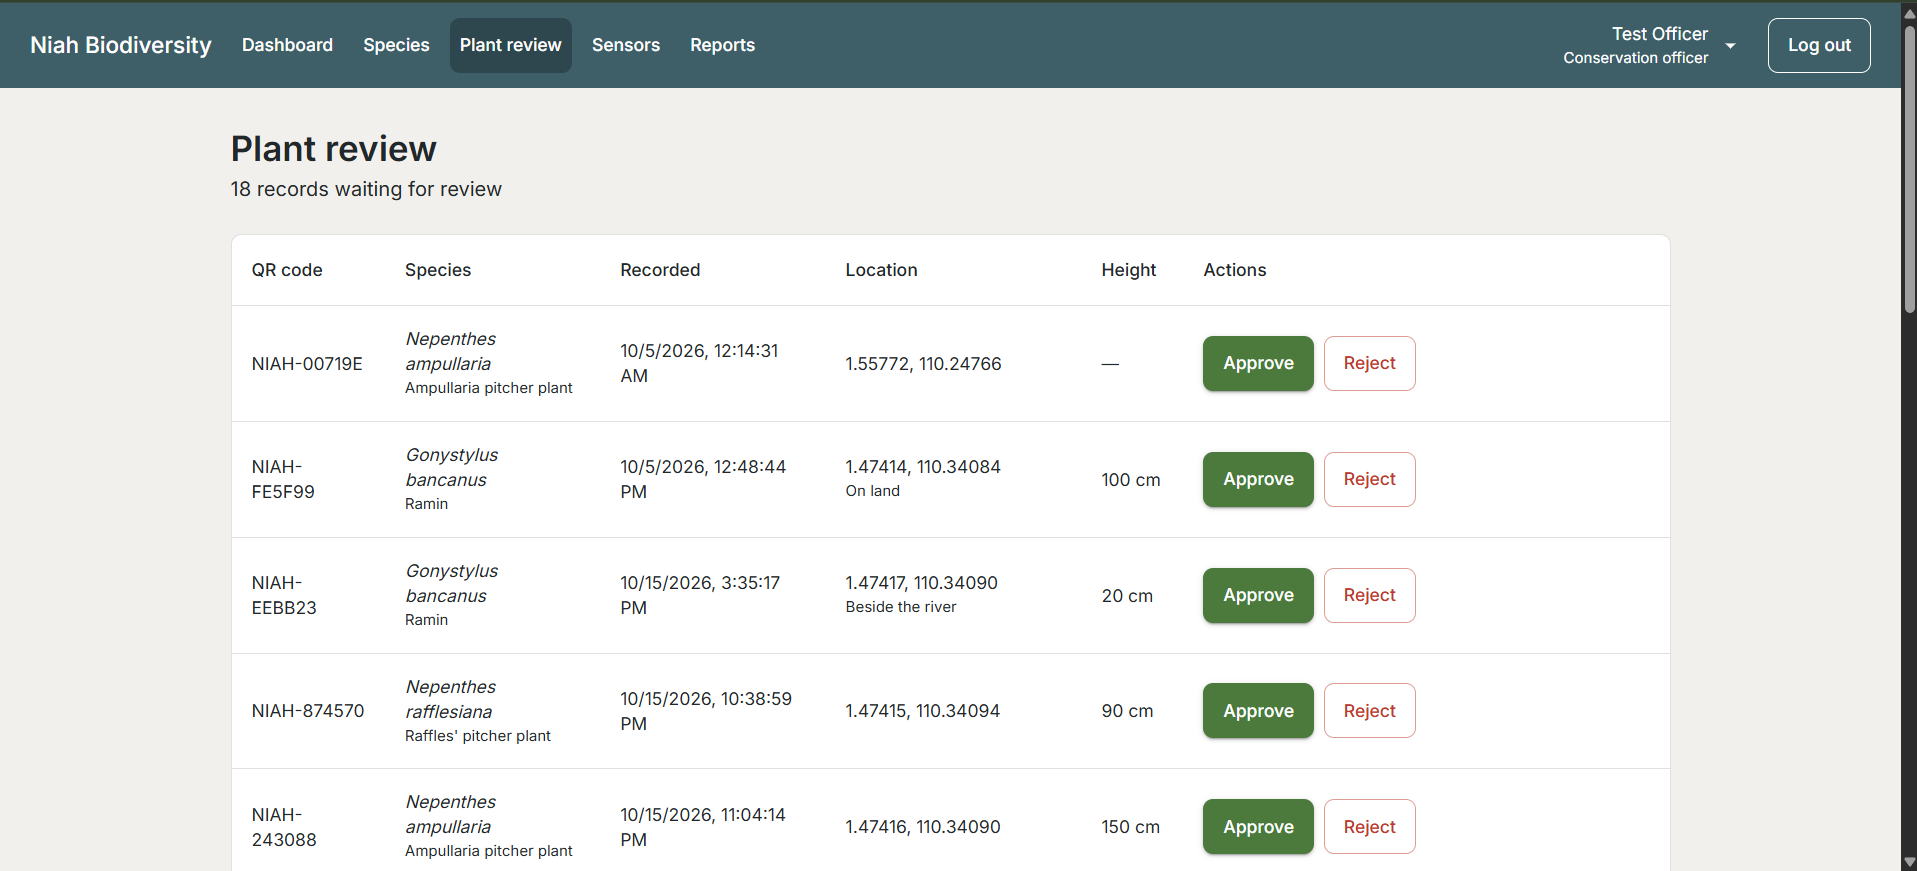 Niah Biodiversity Dashboard Species Plant review Sensors Reports
Test Officer
Conservation officer
Log out
Plant review
18 records waiting for review
QR code Species Recorded Location Height Actions
NIAH-00719E
Nepenthes
ampullaria
Ampullaria pitcher plant
10/5/2026, 12:14:31
AM
1.55772, 110.24766
—
Approve Reject
NIAH-
FE5F99
Gonystylus
bancanus
Ramin
10/5/2026, 12:48:44
PM
1.47414, 110.34084
On land
100 cm
Approve Reject
NIAH-
EEBB23
Gonystylus
bancanus
Ramin
10/15/2026, 3:35:17
PM
1.47417, 110.34090
Beside the river
20 cm
Approve Reject
NIAH-874570
Nepenthes
rafflesiana
Raffles' pitcher plant
10/15/2026, 10:38:59
PM
1.47415, 110.34094
90 cm
Approve Reject
NIAH-
243088
Nepenthes
ampullaria
Ampullaria pitcher plant
10/15/2026, 11:04:14
PM
1.47416, 110.34090
150 cm
Approve Reject